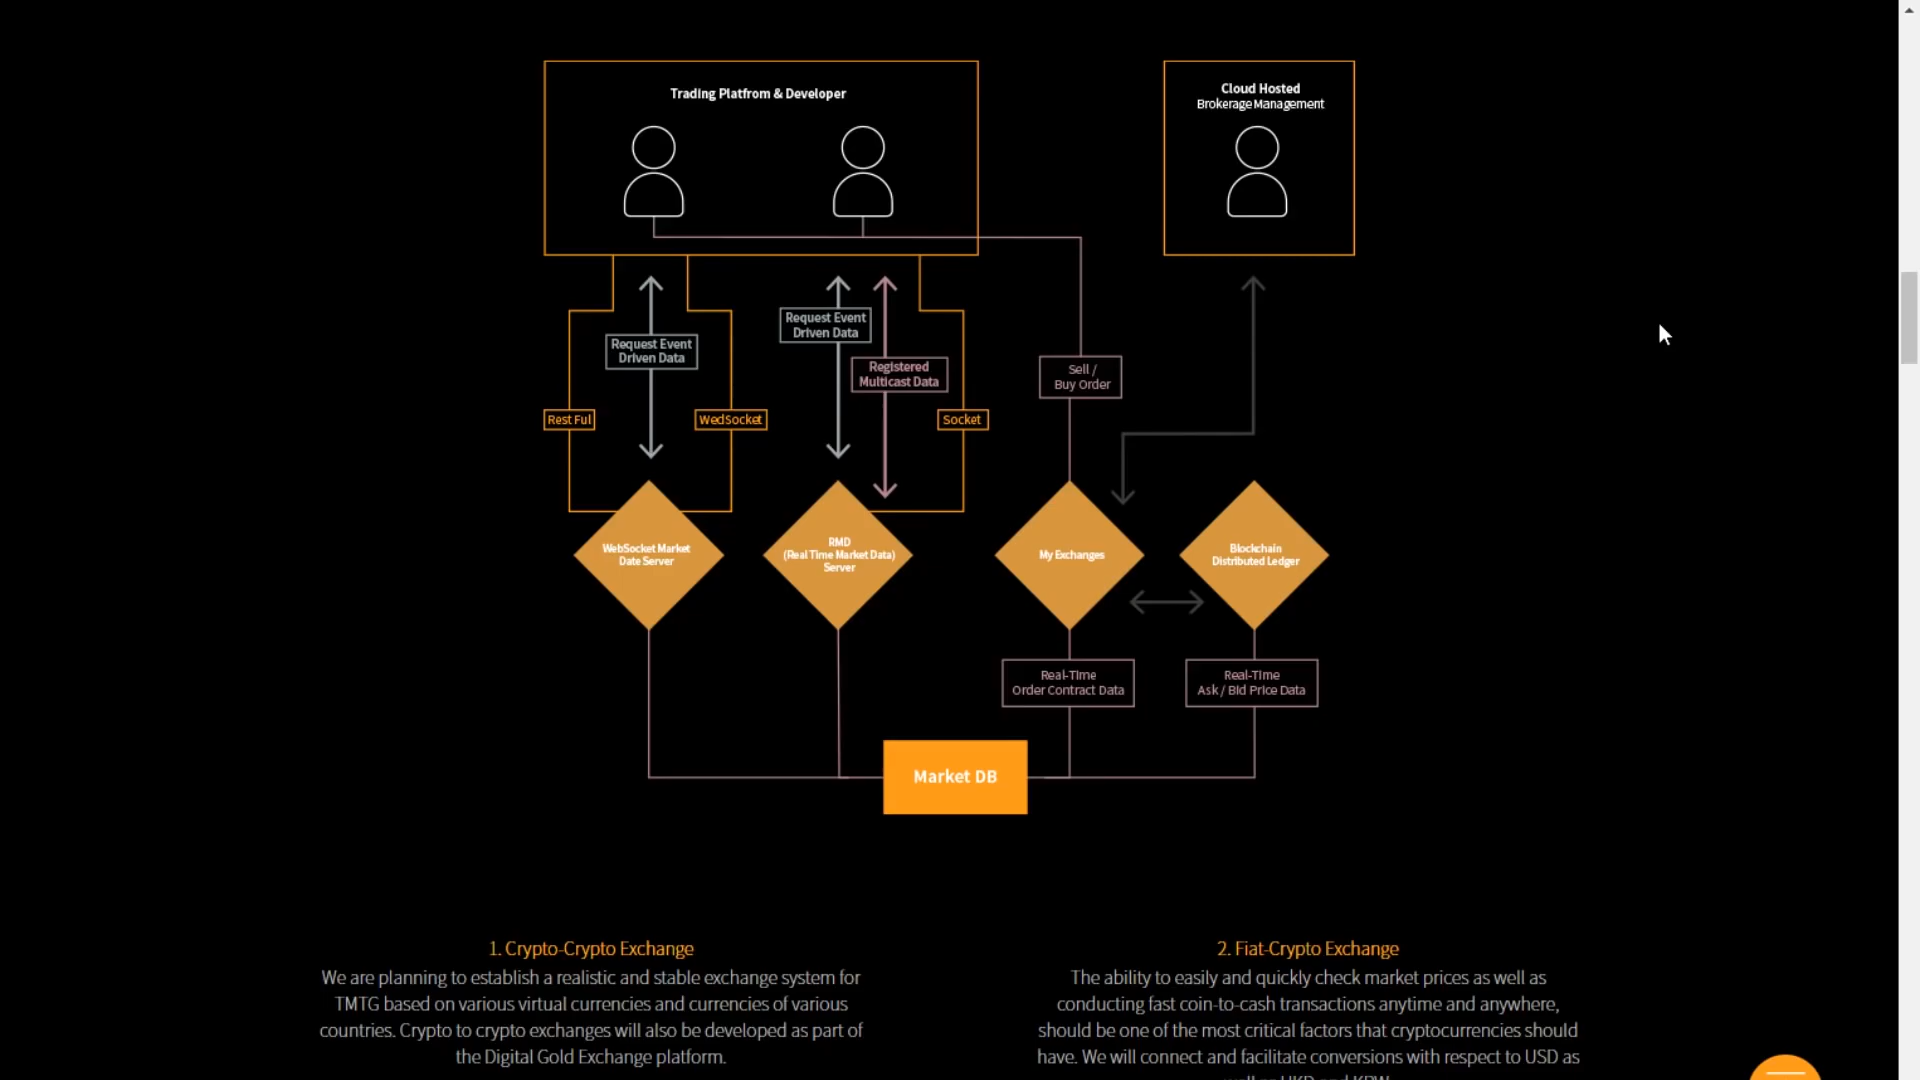 Trading Platfrom & Developer
Cloud Hosted
Brokerage Management
Request Event
Driven Data
Request Event
Driven Data
Registered
Multicast Data
Sell /
Buy Order
Rest Ful
WedSocket
Socket
WebSocket Market
Date Server
RMD
(Real Time Market Data)
Server
My Exchanges
Blockchain
Distributed Ledger
Real-Time
Order Contract Data
Real-Time
Ask / Bid Price Data
Market DB
1. Crypto-Crypto Exchange
We are planning to establish a realistic and stable exchange system for
TMTG based on various virtual currencies and currencies of various
countries. Crypto to crypto exchanges will also be developed as part of
the Digital Gold Exchange platform.
2. Fiat-Crypto Exchange
The ability to easily and quickly check market prices as well as
conducting fast coin-to-cash transactions anytime and anywhere,
should be one of the most critical factors that cryptocurrencies should
have. We will connect and facilitate conversions with respect to USD as
well as HKD and KRW.